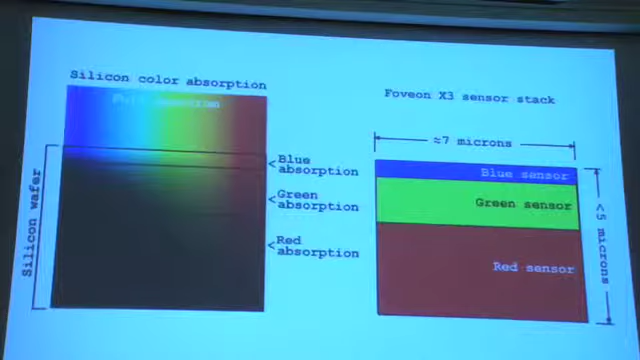 Silicon color absorption
Blue
absorption
Green
absorption
Red
absorption
Silicon wafer
Foveon X3 sensor stack
≈7 microns
Blue sensor
Green sensor
Red sensor
<5 microns